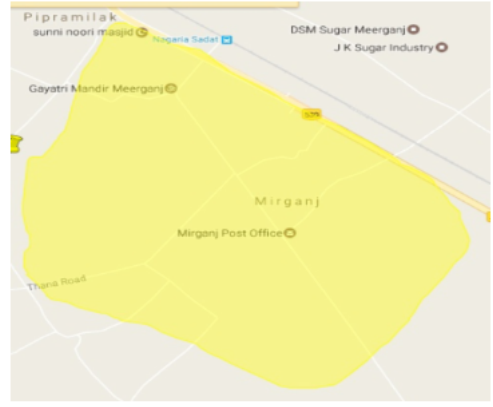 Pipramilak
sunni noori masjid
Nagaria Sadat
DSM Sugar Meerganj
J K Sugar Industry
Gayatri Mandir Meerganj
Mirganj
Mirganj Post Office
Thana Road